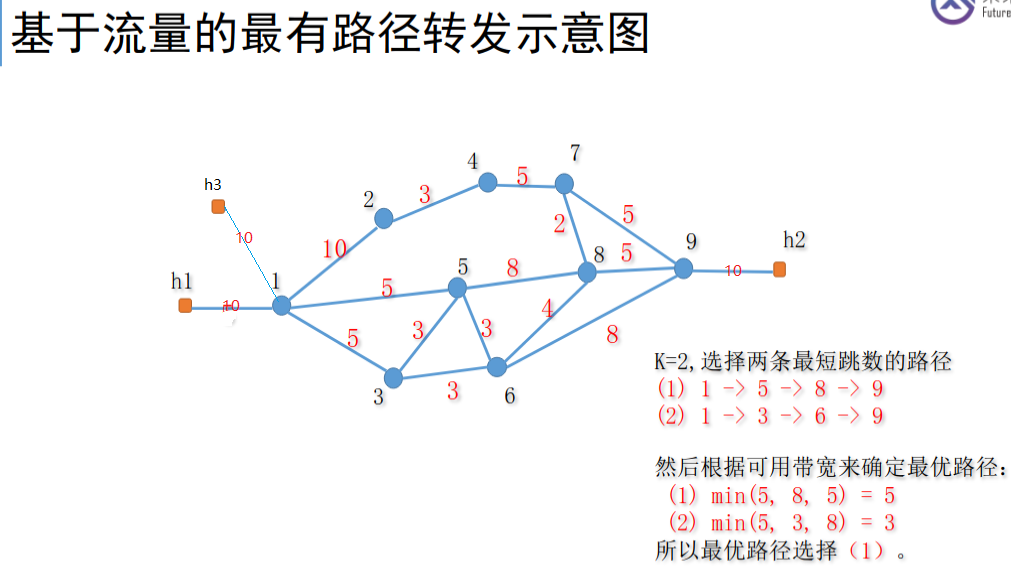 基于流量的最有路径转发示意图
Future
7
4
5
h3
2
3
2
5
10
10
8
5
9
h2
h1
1
5
8
10
10
5
5
3
3
4
8
3
3
6
K=2,选择两条最短跳数的路径
(1) 1 -> 5 -> 8 -> 9
(2) 1 -> 3 -> 6 -> 9
然后根据可用带宽来确定最优路径:
(1) min(5, 8, 5) = 5
(2) min(5, 3, 8) = 3
所以最优路径选择（1）。